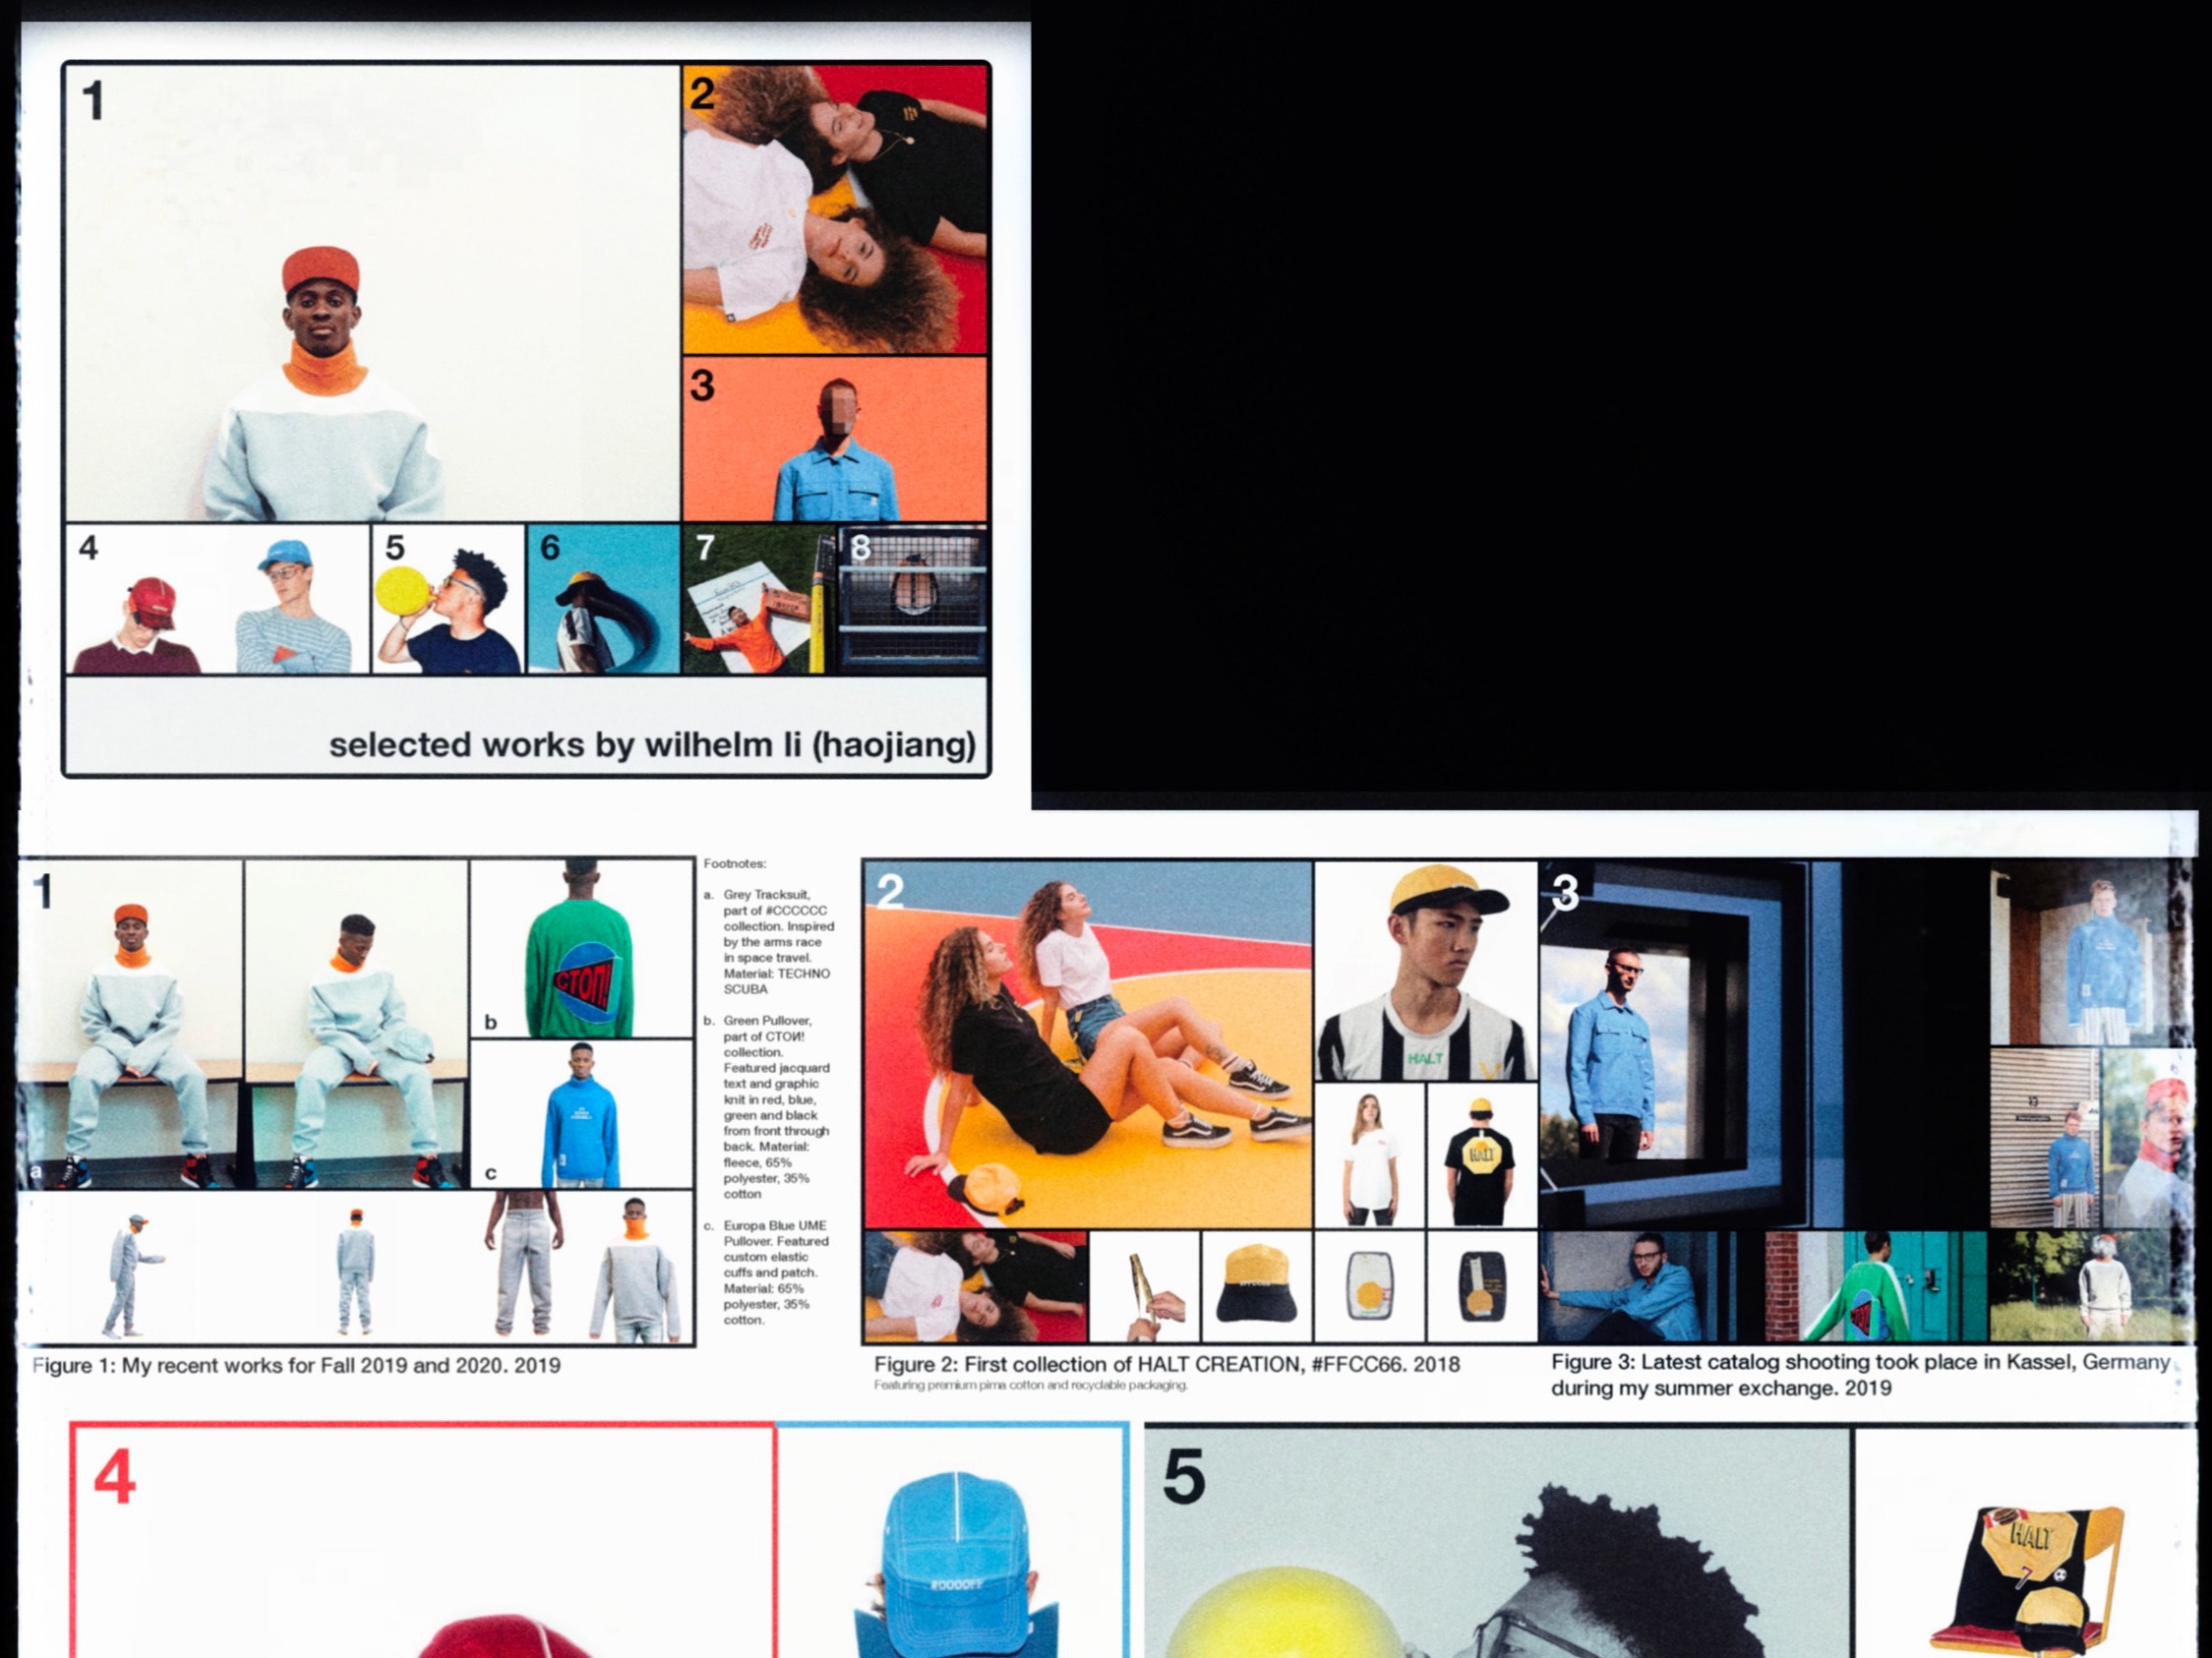 1
2
3
4
5
6
7
8
selected works by wilhelm li (haojiang)
1
a
b
СТОП!
c
Footnotes:
a. Grey Tracksuit,
part of #CCCCCC
collection. Inspired
by the arms race
in space travel.
Material: TECHNO
SCUBA
b. Green Pullover,
part of СТОИ!
collection.
Featured jacquard
text and graphic
knit in red, blue,
green and black
from front through
back. Material:
fleece, 65%
polyester, 35%
cotton
c. Europa Blue UME
Pullover. Featured
custom elastic
cuffs and patch.
Material: 65%
polyester, 35%
cotton.
Figure 1: My recent works for Fall 2019 and 2020. 2019
2
HALT
HALT
Figure 2: First collection of HALT CREATION, #FFCC66. 2018
Featuring premium pima cotton and recyclable packaging.
3
Figure 3: Latest catalog shooting took place in Kassel, Germany
during my summer exchange. 2019
4
#0000FF
5
HALT
7